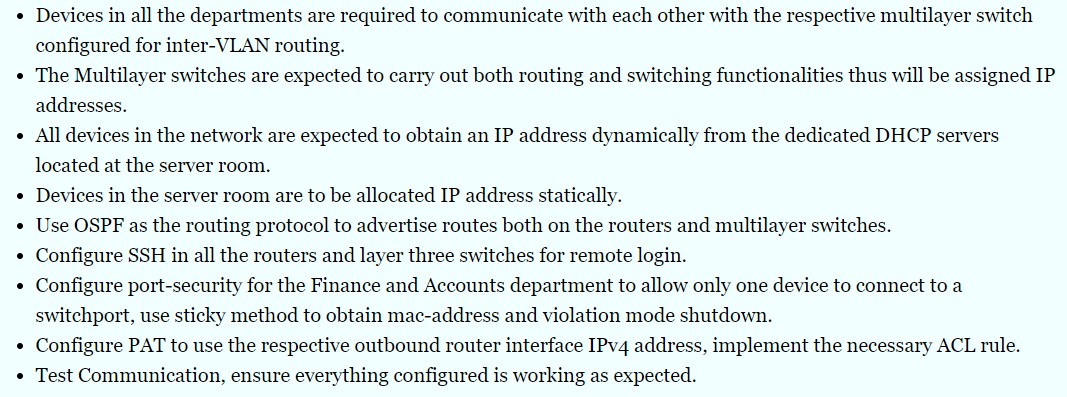 • Devices in all the departments are required to communicate with each other with the respective multilayer switch
configured for inter-VLAN routing.
• The Multilayer switches are expected to carry out both routing and switching functionalities thus will be assigned IP
addresses.
• All devices in the network are expected to obtain an IP address dynamically from the dedicated DHCP servers
located at the server room.
• Devices in the server room are to be allocated IP address statically.
• Use OSPF as the routing protocol to advertise routes both on the routers and multilayer switches.
• Configure SSH in all the routers and layer three switches for remote login.
• Configure port-security for the Finance and Accounts department to allow only one device to connect to a
switchport, use sticky method to obtain mac-address and violation mode shutdown.
• Configure PAT to use the respective outbound router interface IPv4 address, implement the necessary ACL rule.
• Test Communication, ensure everything configured is working as expected.